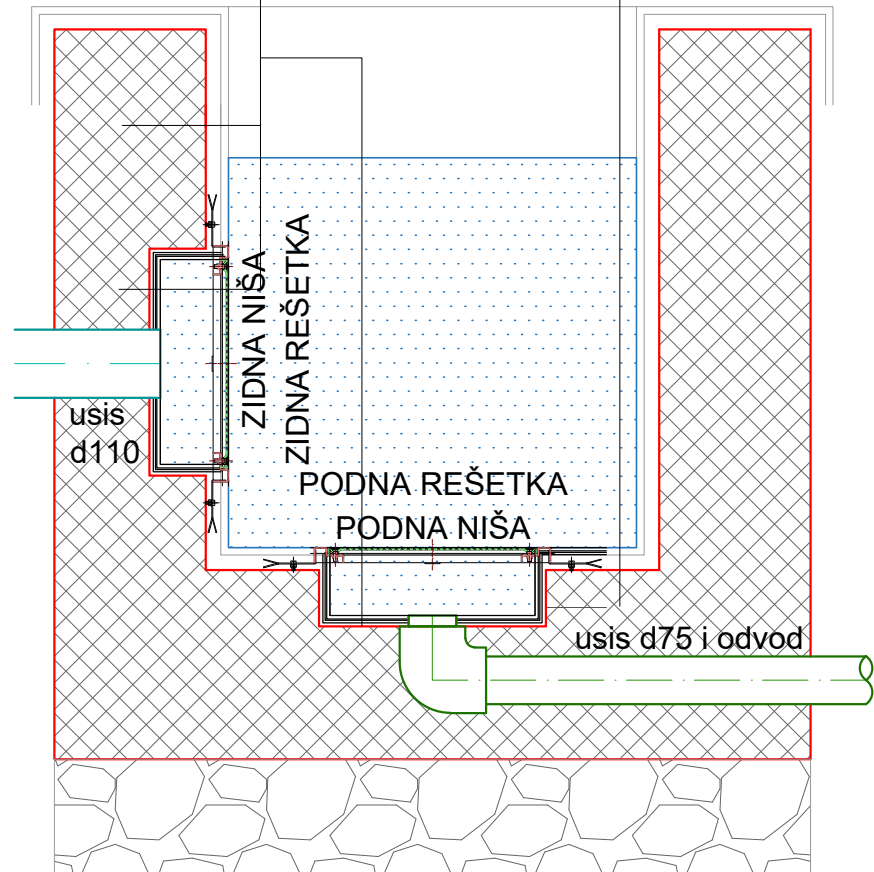 ZIDNA NIŠA
ZIDNA REŠETKA
usis
d110
PODNA REŠETKA
PODNA NIŠA
usis d75 i odvod